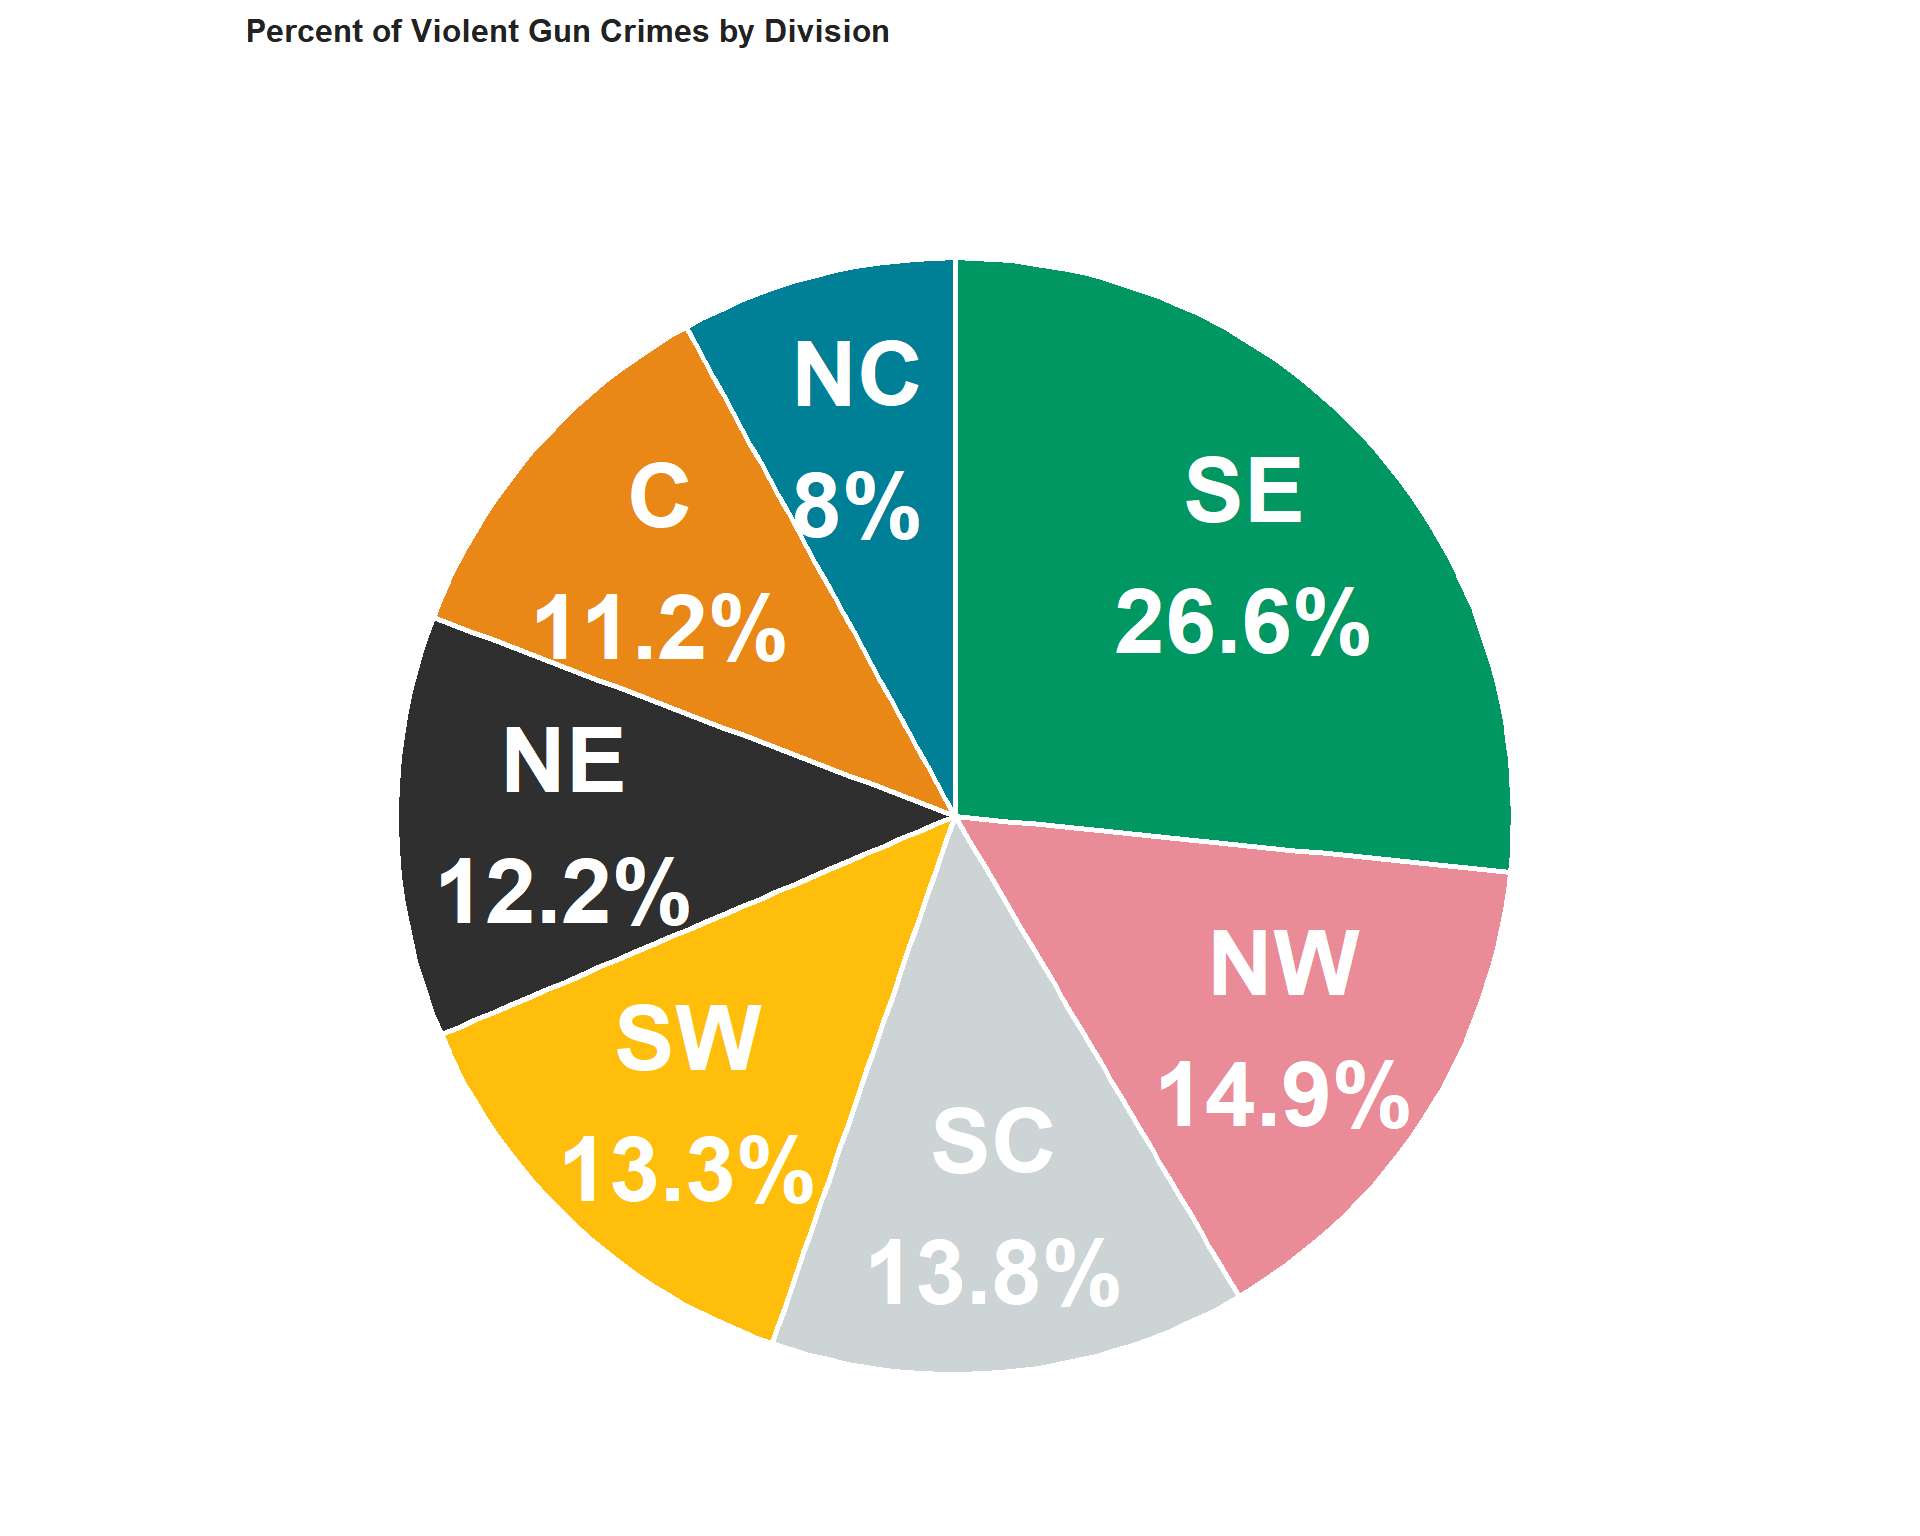 Percent of Violent Gun Crimes by Division
NC
8%
SE
26.6%
C
11.2%
NE
12.2%
NW
14.9%
SW
13.3%
SC
13.8%